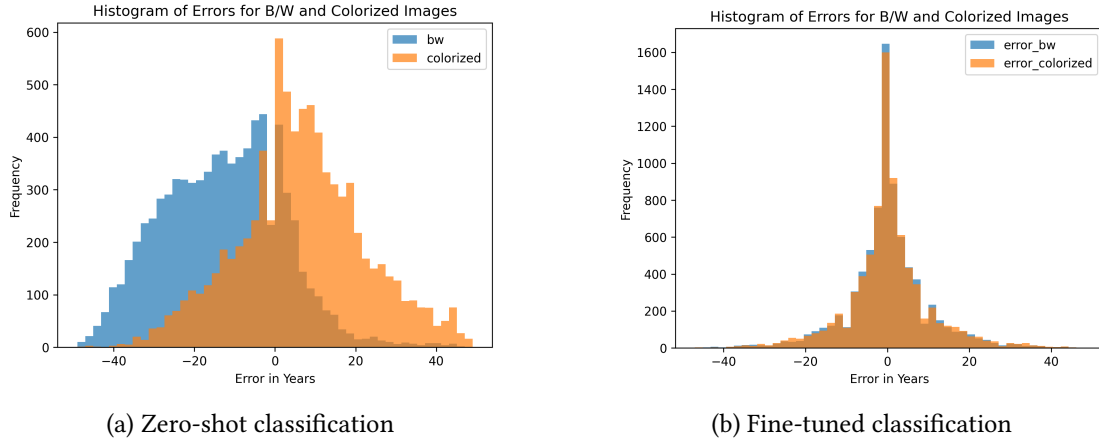 Histogram of Errors for B/W and Colorized Images
bw
colorized
600
500
400
300
200
100
0
Frequency
−40
−20
0
20
40
Error in Years
(a) Zero-shot classification
Histogram of Errors for B/W and Colorized Images
error_bw
error_colorized
1600
1400
1200
1000
800
600
400
200
0
Frequency
−40
−20
0
20
40
Error in Years
(b) Fine-tuned classification